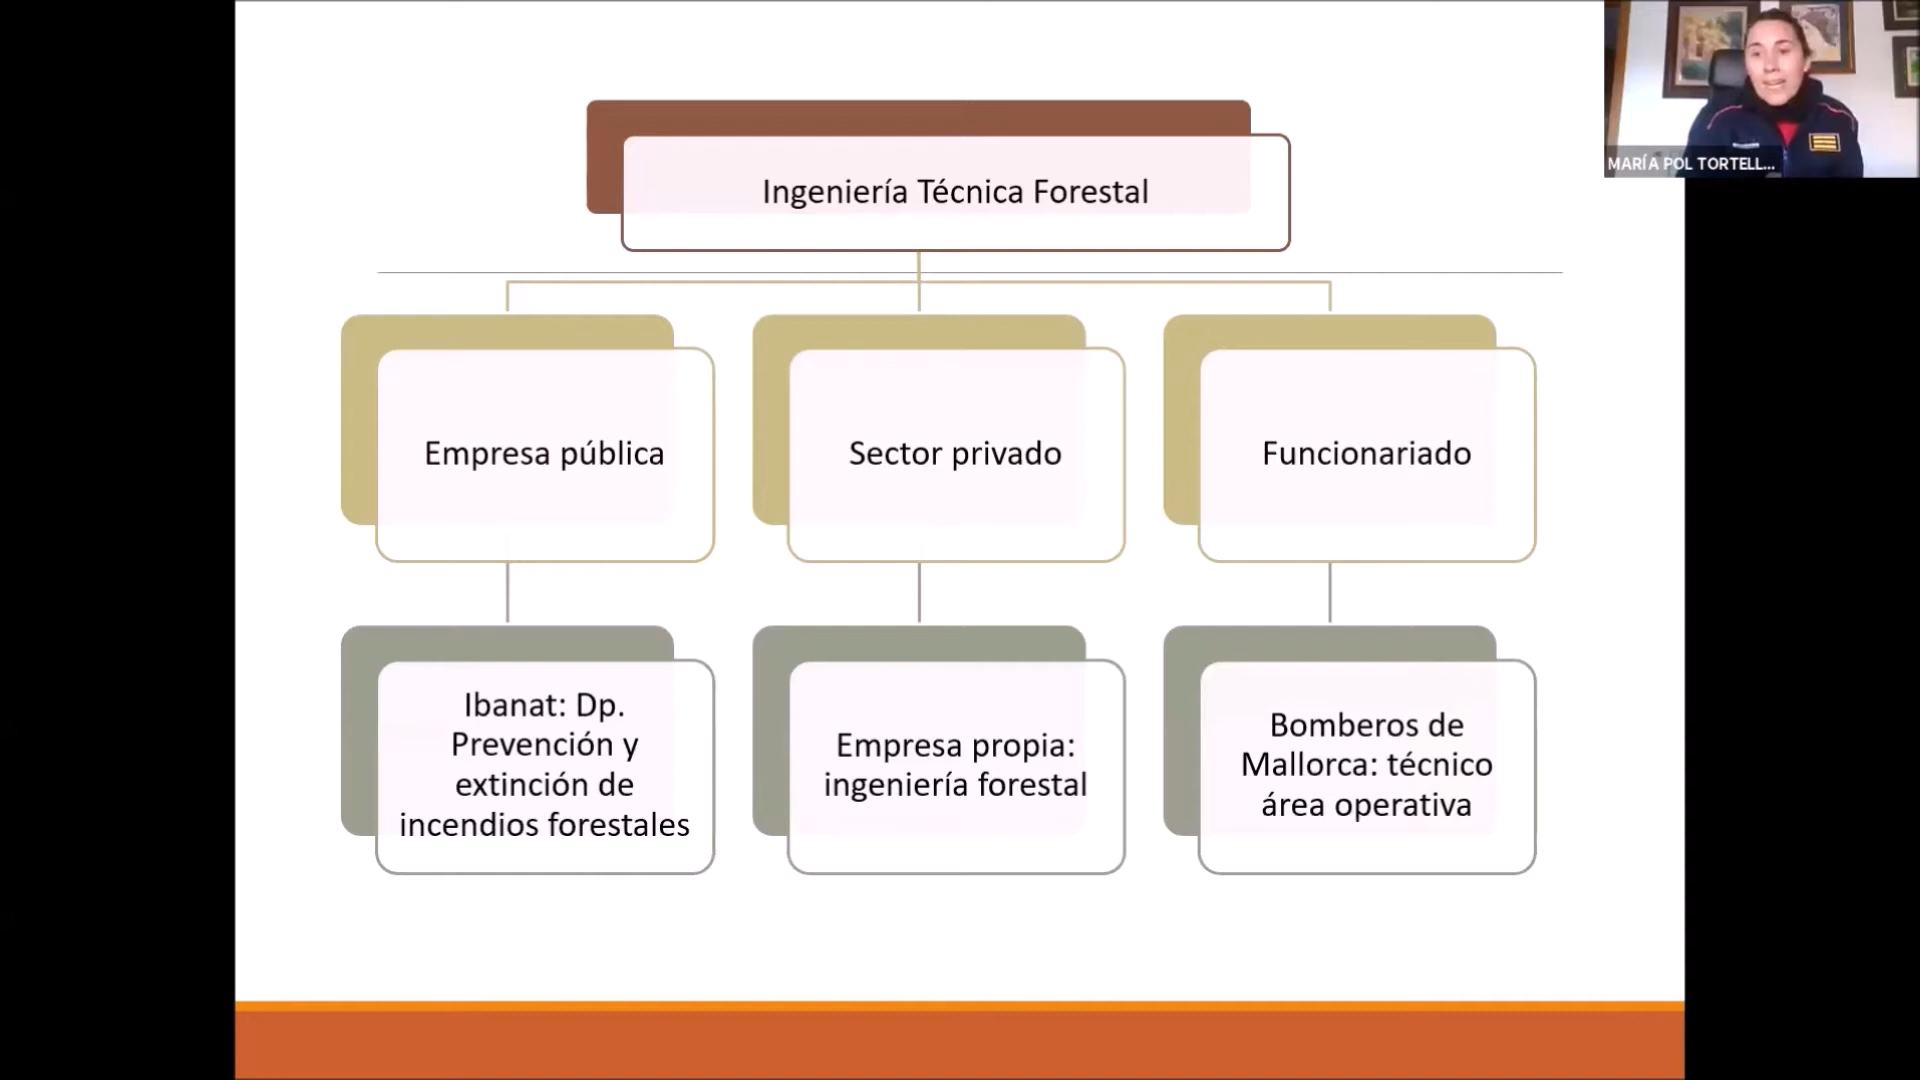 Ingeniería Técnica Forestal
Empresa pública
Sector privado
Funcionariado
Ibanat: Dp.
Prevención y
extinción de
incendios forestales
Empresa propia:
ingeniería forestal
Bomberos de
Mallorca: técnico
área operativa
MARÍA POL TORTELL...